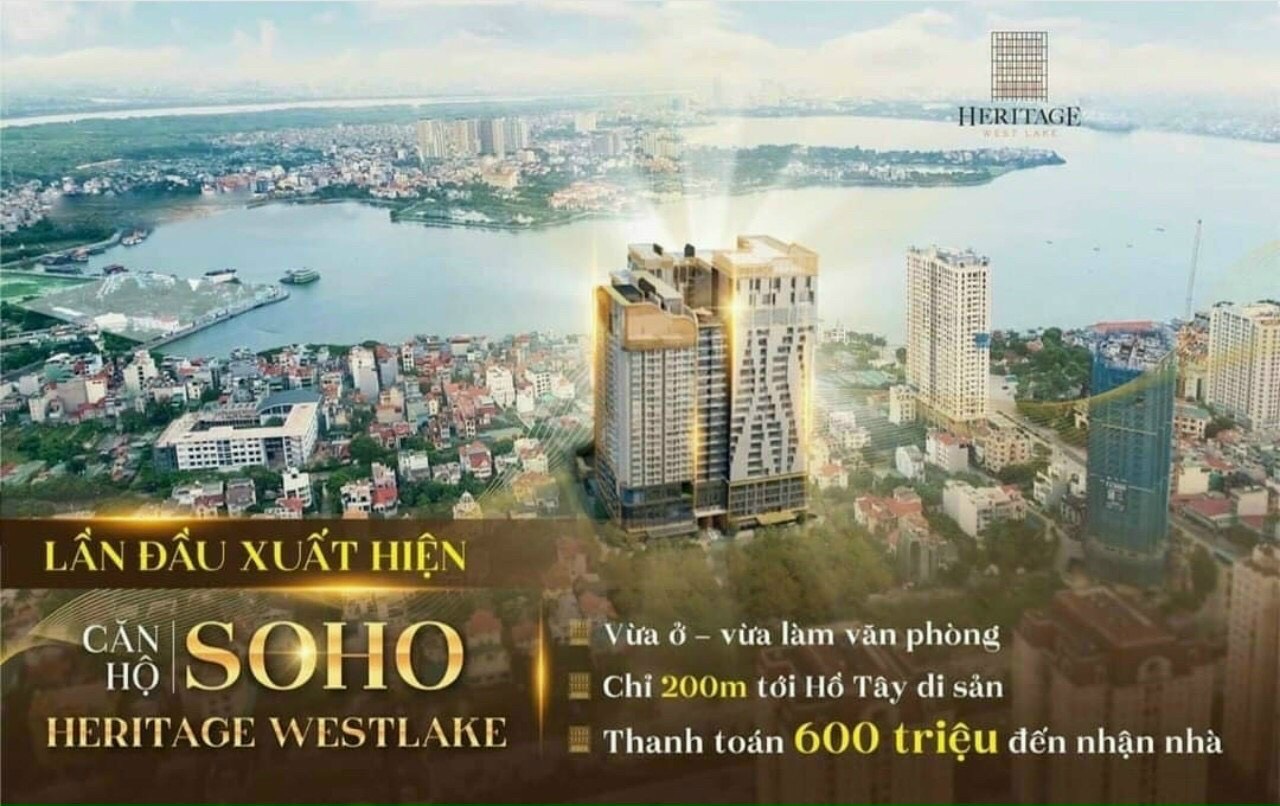 HERITAGE
WEST LAKE
LẦN ĐẦU XUẤT HIỆN
CĂN HỘ SOHO
HERITAGE WESTLAKE
Vừa ở – vừa làm văn phòng
Chỉ 200m tới Hồ Tây di sản
Thanh toán 600 triệu đến nhận nhà